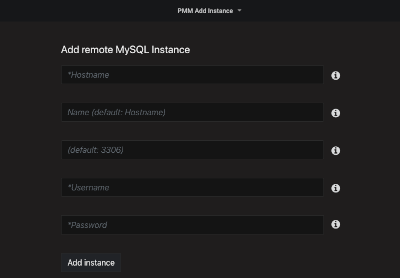 PMM Add Instance
Add remote MySQL Instance
*Hostname
Name (default: Hostname)
(default: 3306)
*Username
*Password
Add instance